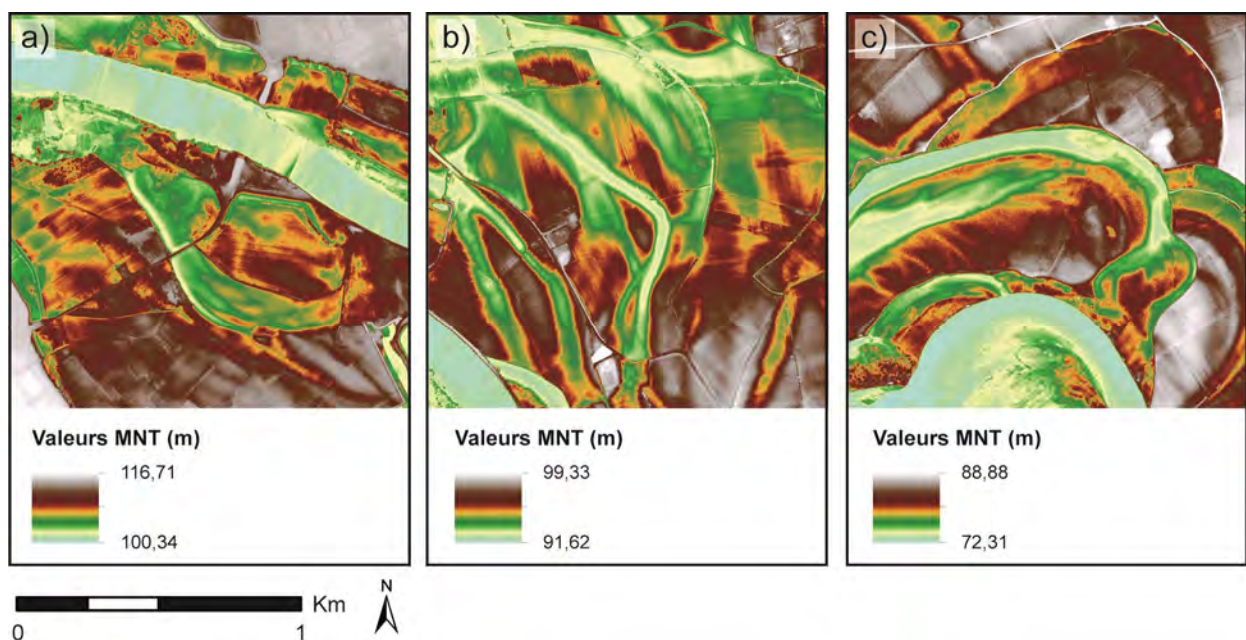 a)
b)
c)
Valeurs MNT (m)
116,71
100,34
Valeurs MNT (m)
99,33
91,62
Valeurs MNT (m)
88,88
72,31
Km
0
1
N